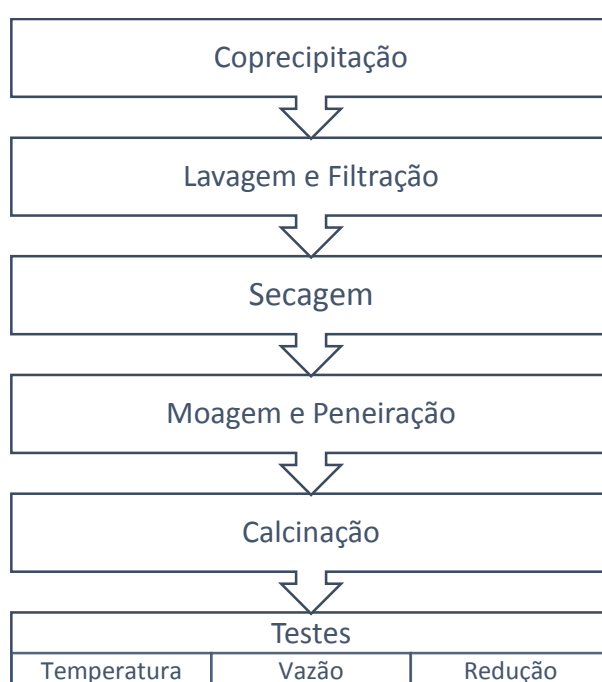 Coprecipitação
Lavagem e Filtração
Secagem
Moagem e Peneiração
Calcinação
Testes
Temperatura Vazão Redução